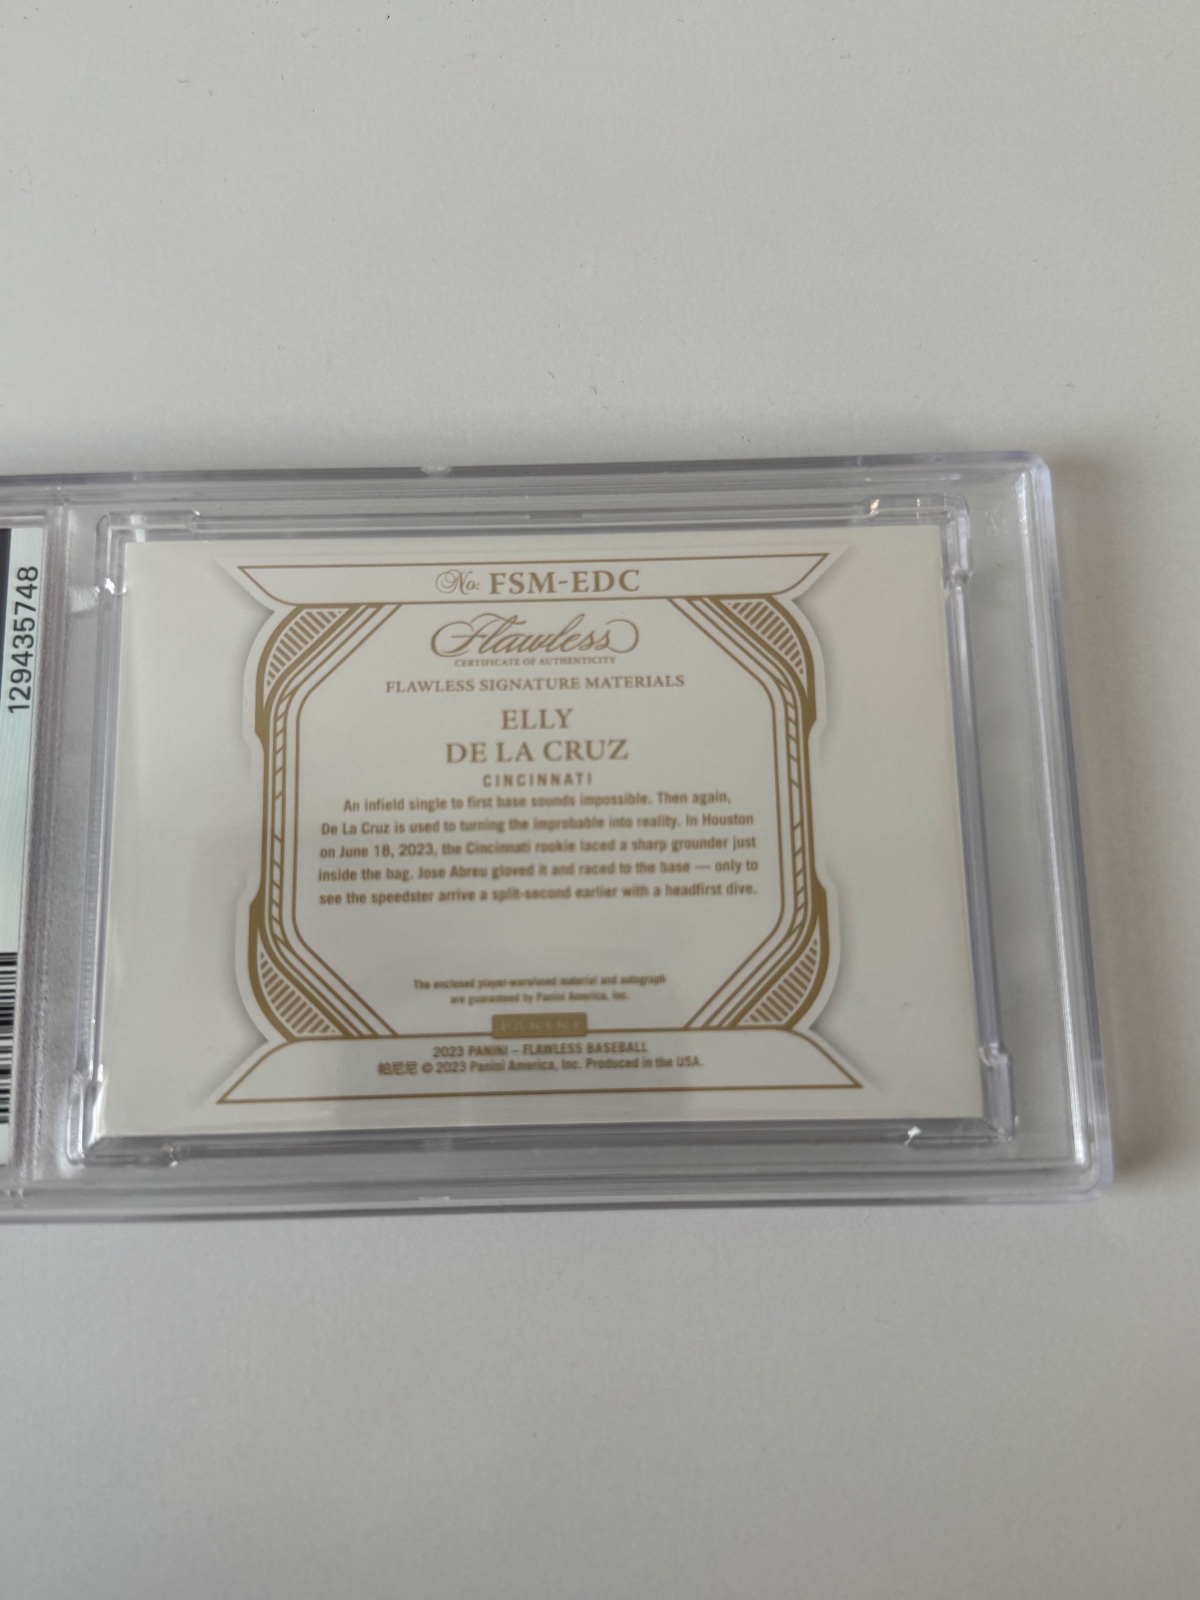 129435748
No. FSM-EDC
Flawless
CERTIFICATE OF AUTHENTICITY
FLAWLESS SIGNATURE MATERIALS
ELLY
DE LA CRUZ
CINCINNATI
An infield single to first base sounds impossible. Then again,
De La Cruz is used to turning the improbable into reality. In Houston
on June 18, 2023, the Cincinnati rookie laced a sharp grounder just
inside the bag. Jose Abreu gloved it and raced to the base — only to
see the speedster arrive a split-second earlier with a headfirst dive.
The enclosed player-worn/used material and autograph
are guaranteed by Panini America, Inc.
PANINI
2023 PANINI – FLAWLESS BASEBALL
帕尼尼 © 2023 Panini America, Inc. Produced in the USA.